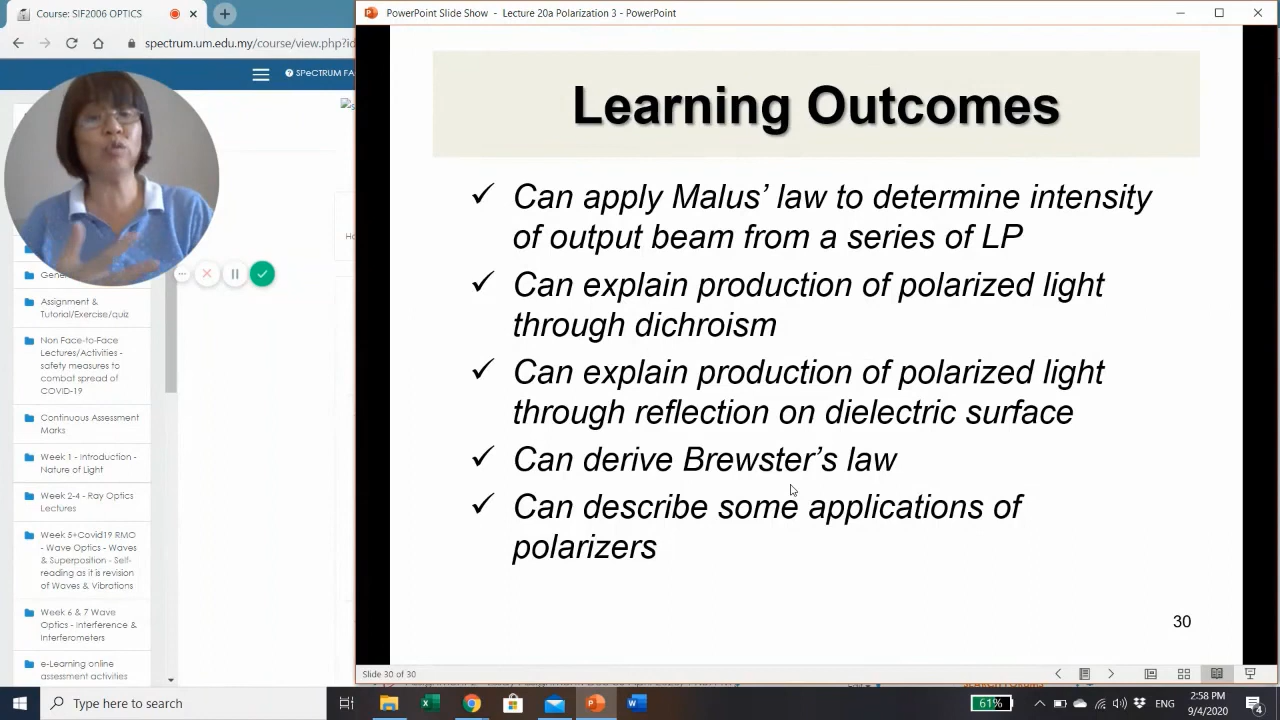 Course: SIF2006 OPTICS
PowerPoint Slide Show - Lecture 20a Polarization 3 - PowerPoint
spectrum.um.edu.my/course/view.php?id
SPeCTRUM FA
Learning Outcomes
✓ Can apply Malus' law to determine intensity
of output beam from a series of LP
✓ Can explain production of polarized light
through dichroism
✓ Can explain production of polarized light
through reflection on dielectric surface
✓ Can derive Brewster's law
✓ Can describe some applications of
polarizers
30
Assignment &
Tutorial/Exercise/quiz
Non Face-to-Face
Lectures/Activities -
safety measures to
combat spread of
COVID-19
Continuous Assessment
Marks
Week 1 - Introduction -
Nature of Light
Week 2-4 - Ray Optics
Lectures
Week 5+Covid19 RMO
- Wave Optics - Waves
& Superposition - Self-
reading as it is revision
of Waves & Vibrations
Week 6 & 7 Wave
Optics - Interference &
Interferometers
e-Learning online
assessment activities
Slide 30 of 30
Type here to search
61%
ENG
2:58 PM
9/4/2020
4